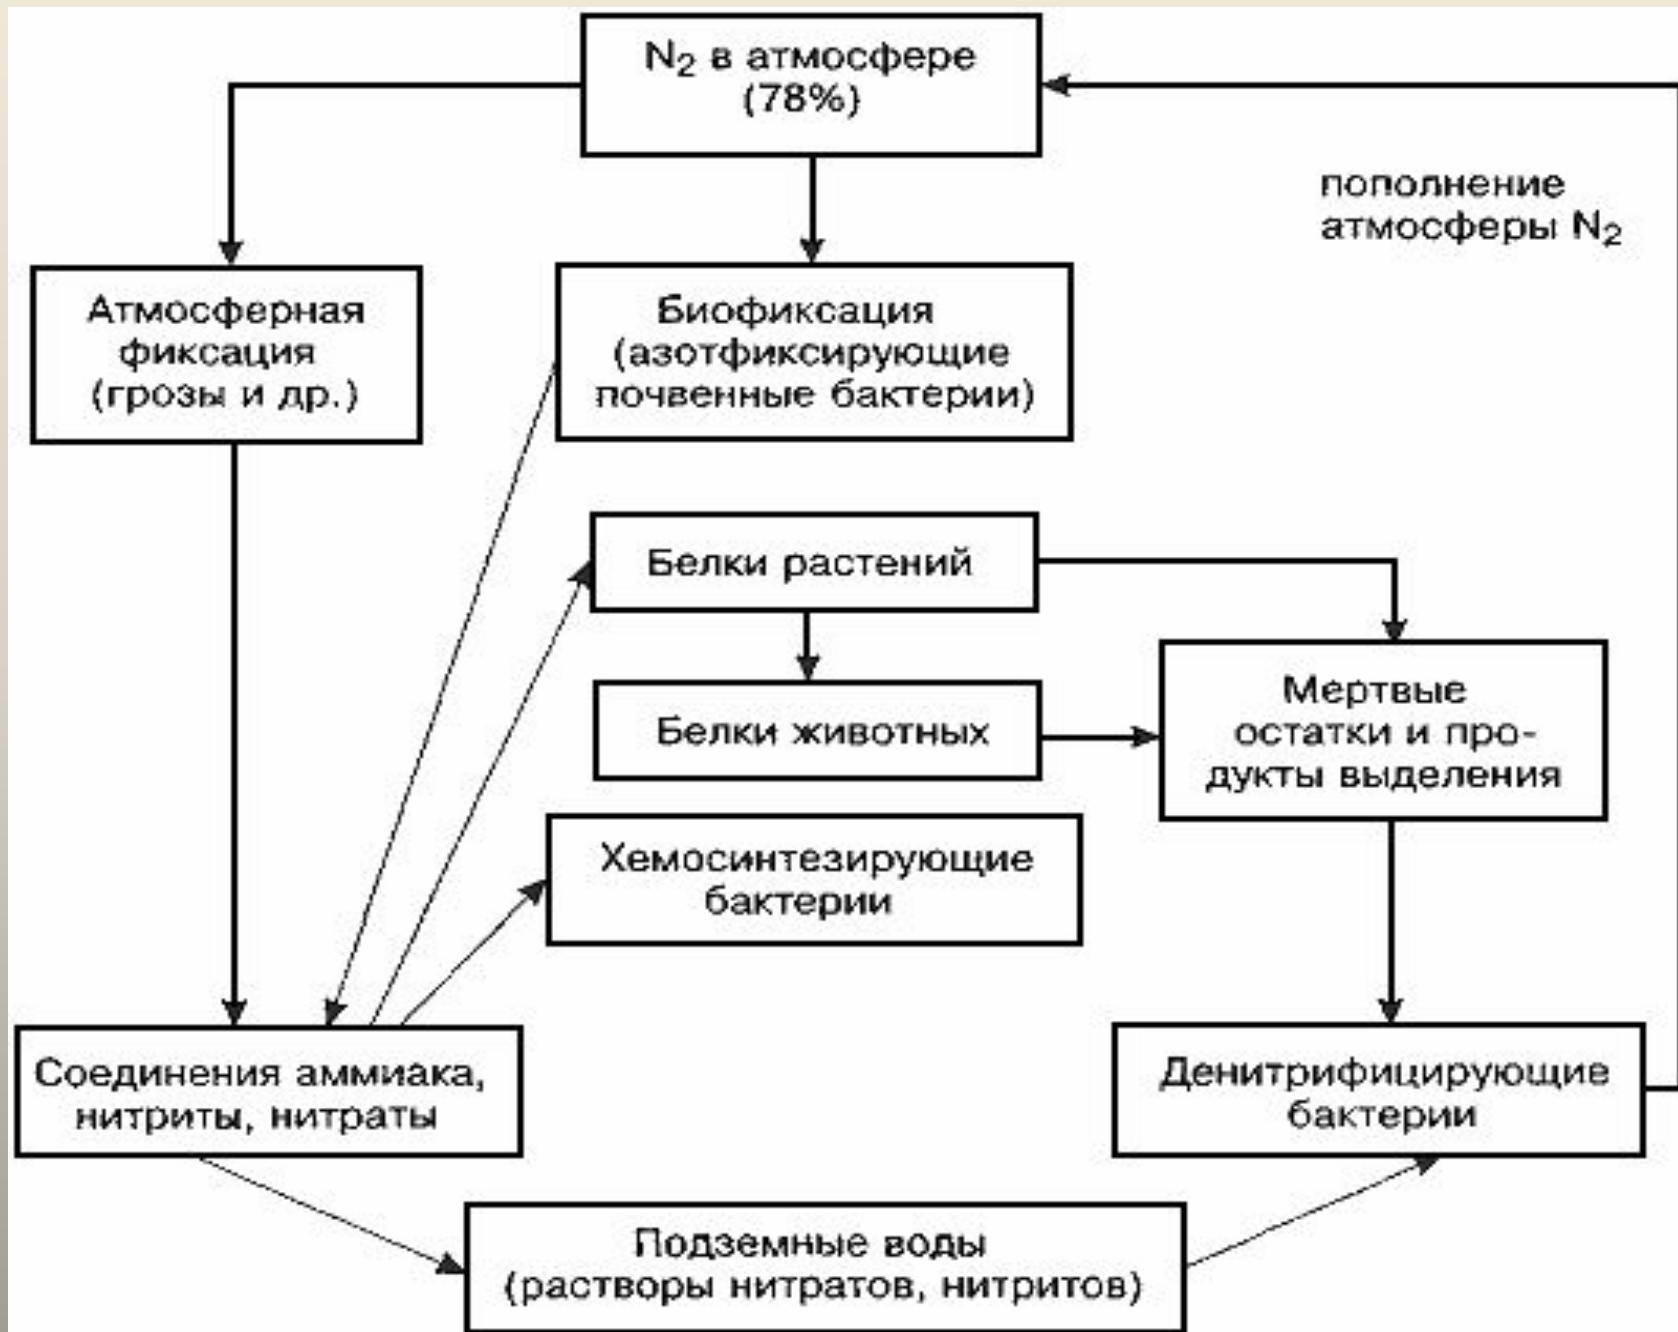 N₂ в атмосфере
(78%)
пополнение
атмосферы N₂
Атмосферная
фиксация
(грозы и др.)
Биофиксация
(азотфиксирующие
почвенные бактерии)
Белки растений
Белки животных
Мертвые
остатки и про-
дукты выделения
Хемосинтезирующие
бактерии
Соединения аммиака,
нитриты, нитраты
Денитрифицирующие
бактерии
Подземные воды
(растворы нитратов, нитритов)